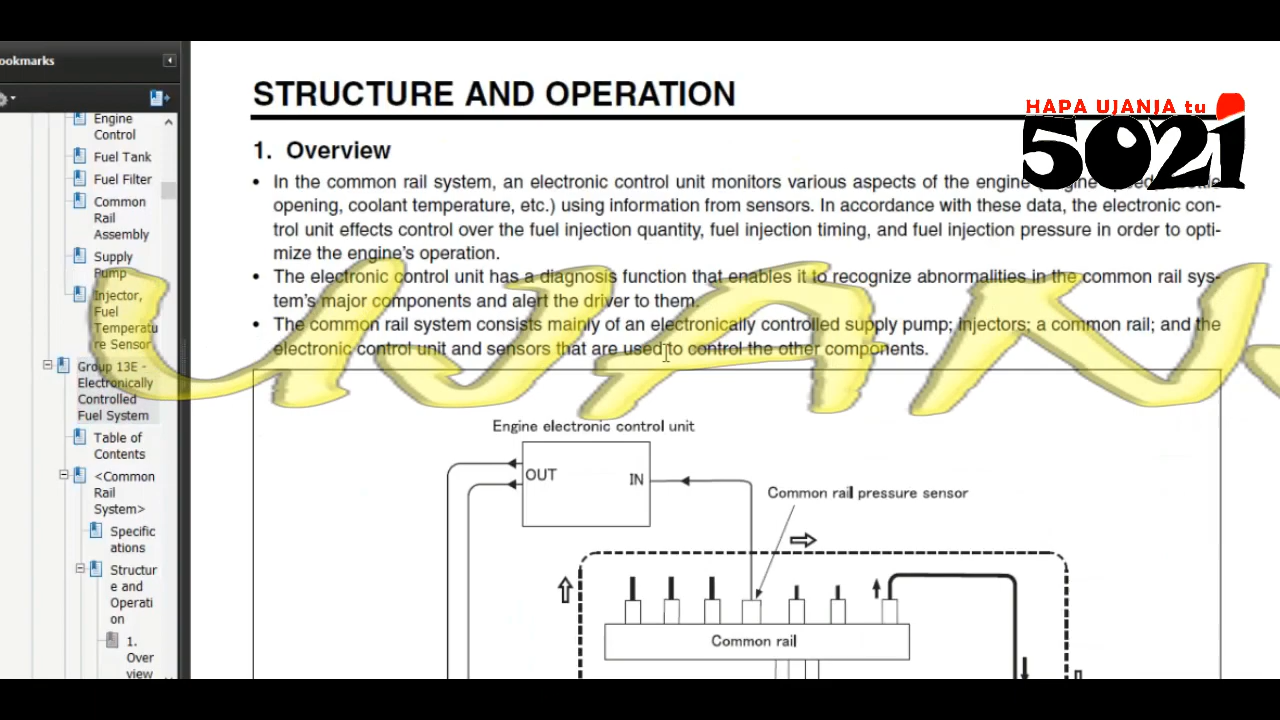 ookmarks
Engine
Control
Fuel Tank
Fuel Filter
Common
Rail
Assembly
Supply
Pump
Injector,
Fuel
Temperatu
re Sensor
Group 13E -
Electronically
Controlled
Fuel System
Table of
Contents
<Common
Rail
System>
Specific
ations
Structur
e and
Operati
on
1.
Over
view
STRUCTURE AND OPERATION
HAPA UJANJA tu
5021
1. Overview
• In the common rail system, an electronic control unit monitors various aspects of the engine
opening, coolant temperature, etc.) using information from sensors. In accordance with these data, the electronic con-
trol unit effects control over the fuel injection quantity, fuel injection timing, and fuel injection pressure in order to opti-
mize the engine's operation.
• The electronic control unit has a diagnosis function that enables it to recognize abnormalities in the common rail sys-
tem's major components and alert the driver to them.
• The common rail system consists mainly of an electronically controlled supply pump; injectors; a common rail; and the
electronic control unit and sensors that are used to control the other components.
UJAN
Engine electronic control unit
OUT
IN
Common rail pressure sensor
Common rail